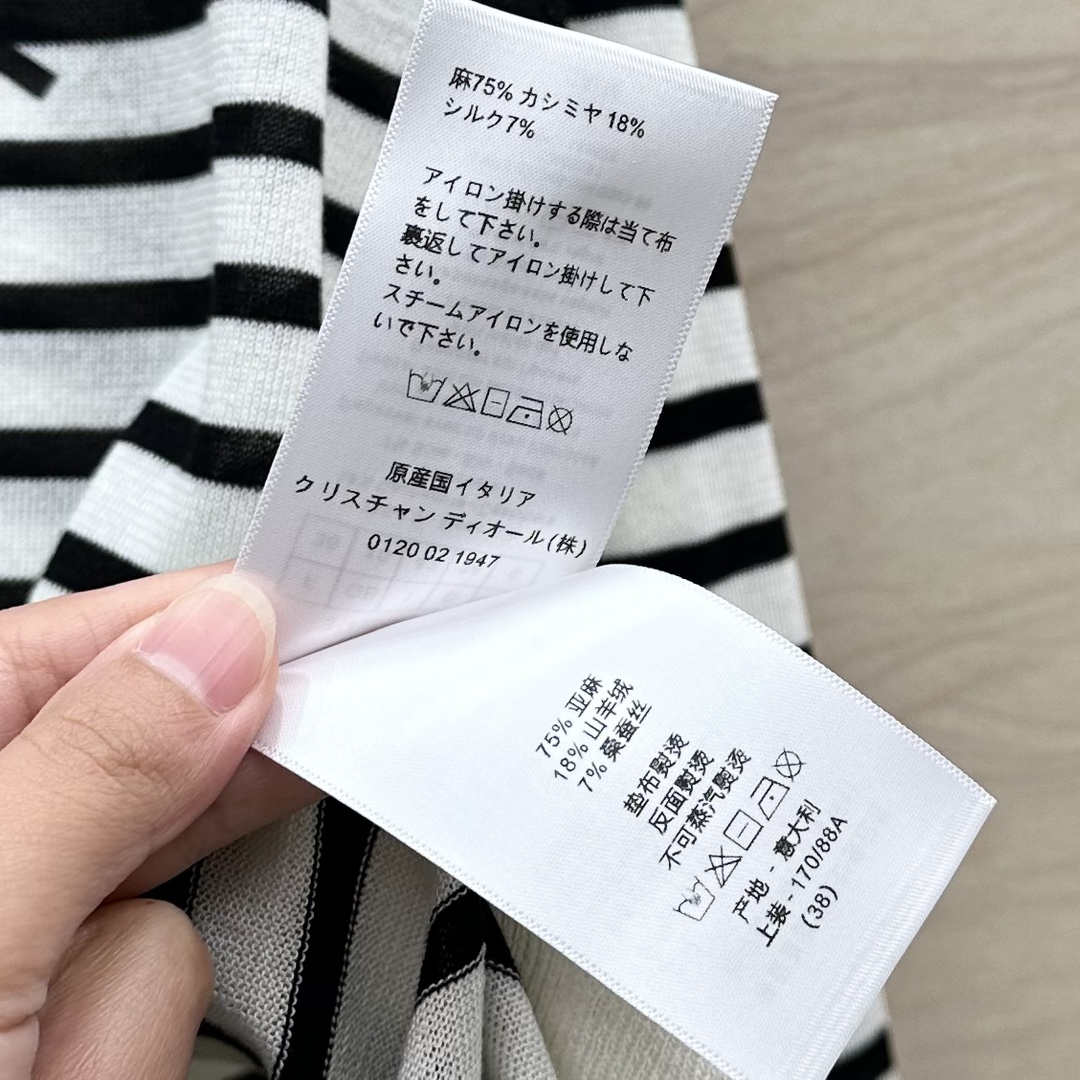 麻75% カシミヤ 18%
シルク7%
アイロン掛けする際は当て布
をして下さい。
裏返してアイロン掛けして下
さい。
スチームアイロンを使用しな
いで下さい。
原産国イタリア
クリスチャン ディオール(株)
0120 02 1947
75% 亚麻
18% 山羊绒
7% 桑蚕丝
垫布熨烫
反面熨烫
不可蒸汽熨烫
产地 - 意大利
上装 - 170/88A
(38)